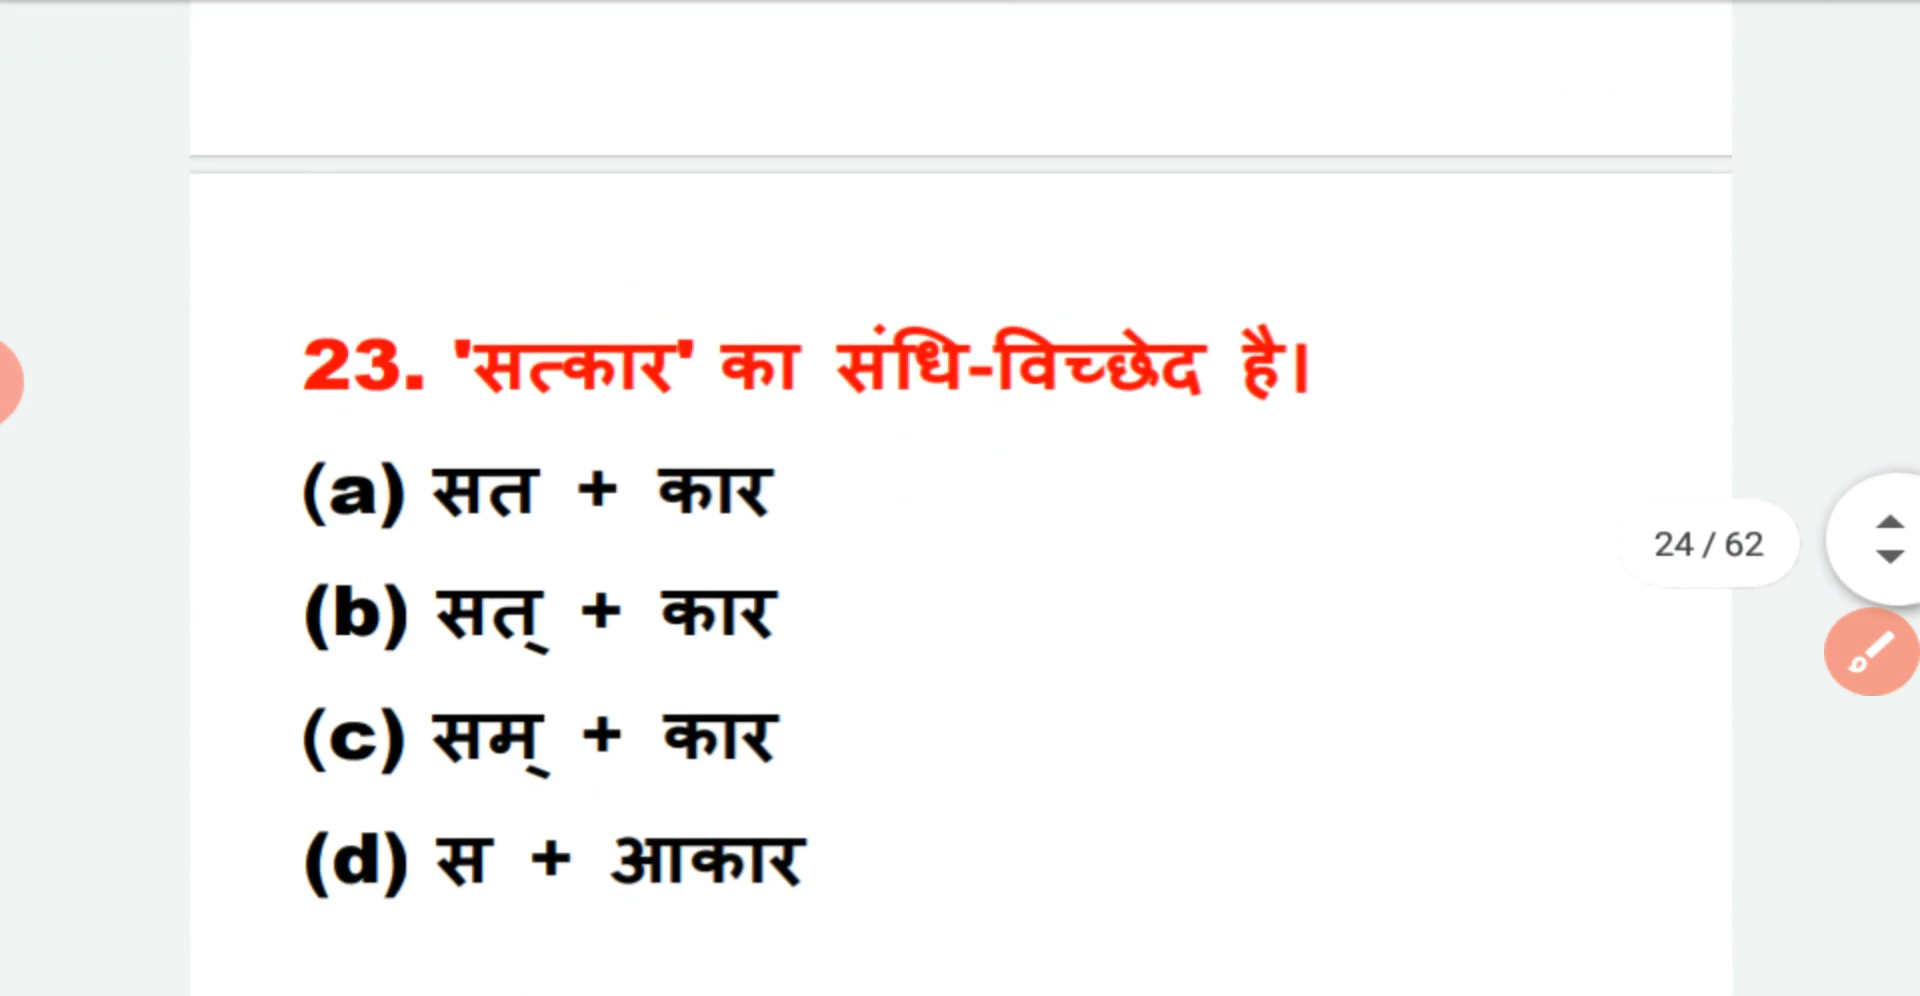 23. 'सत्कार' का संधि-विच्छेद है।
(a) सत + कार
(b) सत् + कार
24 / 62
(c) सम् + कार
(d) स + आकार